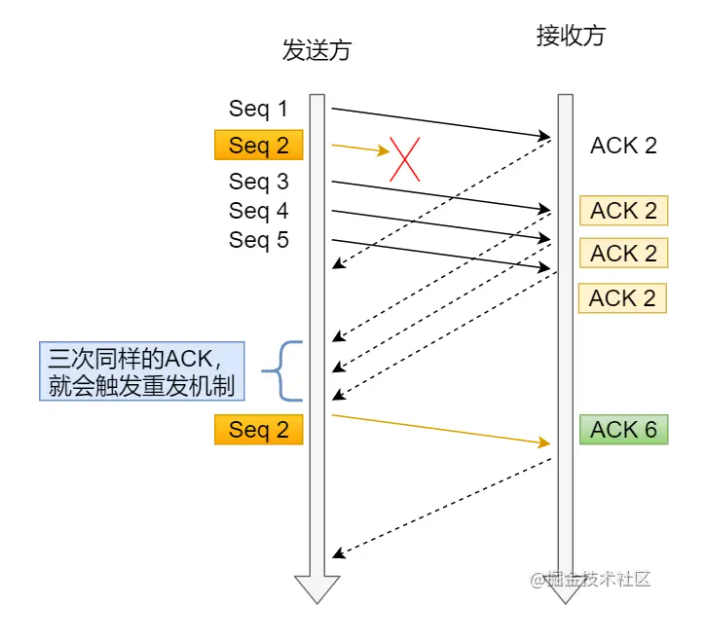 发送方
接收方
Seq 1
Seq 2
ACK 2
Seq 3
Seq 4
ACK 2
Seq 5
ACK 2
ACK 2
三次同样的ACK，
就会触发重发机制
Seq 2
ACK 6
@掘金技术社区